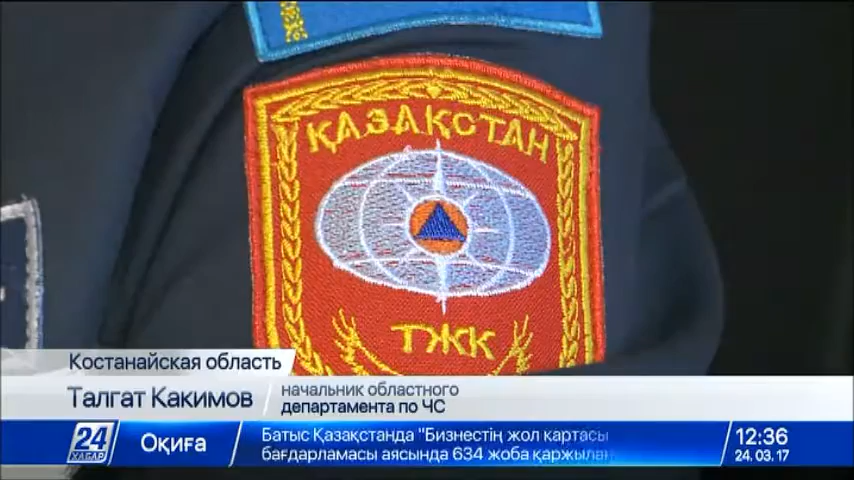 ҚАЗАҚСТАН
ТЖКК
Костанайская область
Талгат Какимов
начальник областного
департамента по ЧС
24
ХАБАР
Оқиға
Батыс Қазақстанда "Бизнестің жол картасы
бағдарламасы аясында 634 жоба қаржылан
12:36
24.03.17